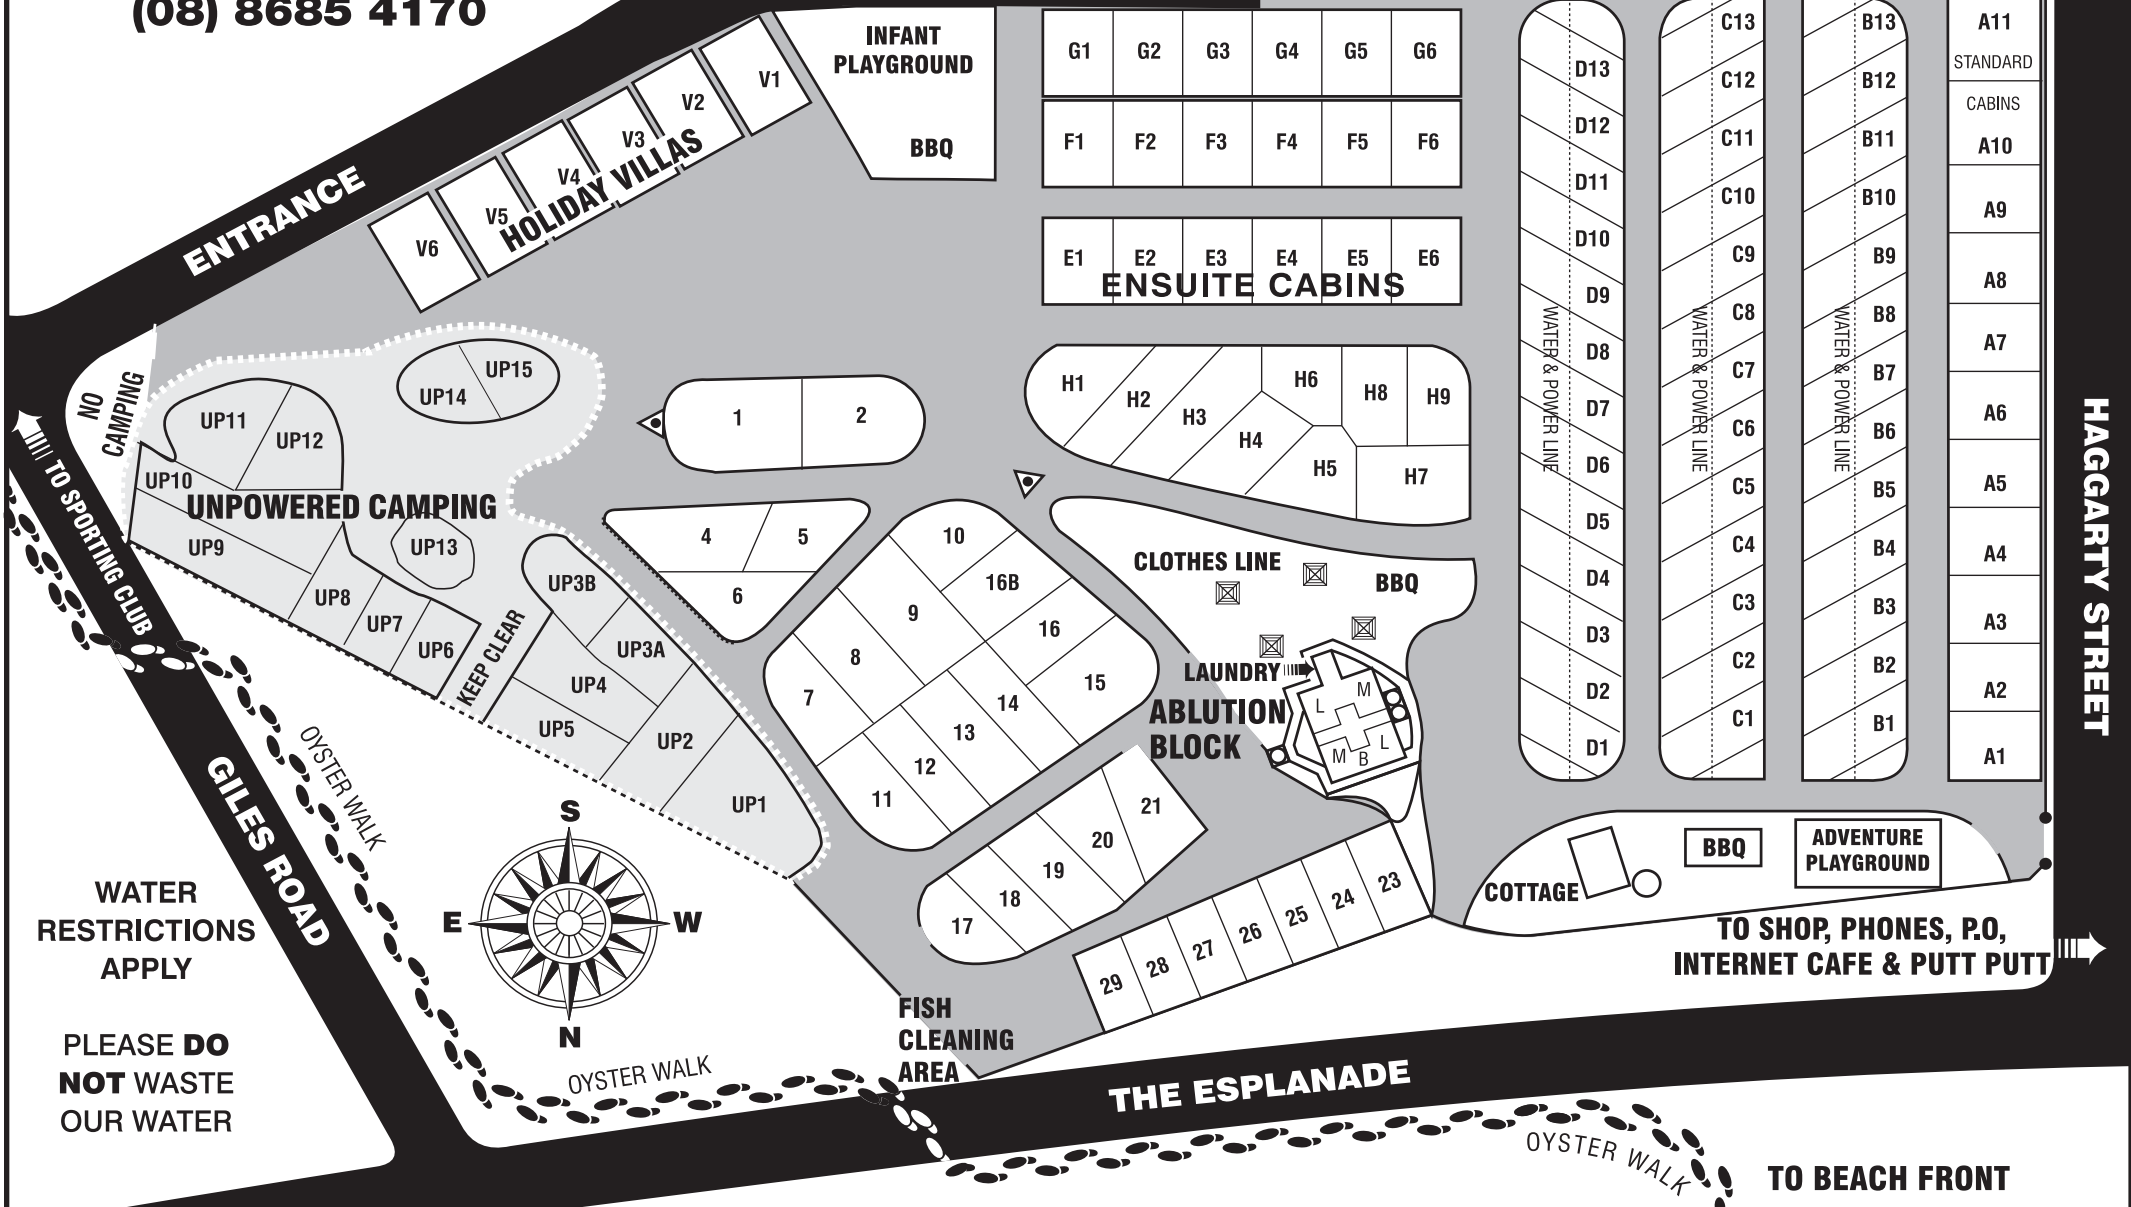 (08) 8685 4170
INFANT
PLAYGROUND
BBQ
V1
V2
V3
V4
V5
V6
HOLIDAY VILLAS
ENTRANCE
G1 G2 G3 G4 G5 G6
F1 F2 F3 F4 F5 F6
E1 E2 E3 E4 E5 E6
ENSUITE CABINS
D13
D12
D11
D10
D9
D8
D7
D6
D5
D4
D3
D2
D1
WATER & POWER LINE
C13
C12
C11
C10
C9
C8
C7
C6
C5
C4
C3
C2
C1
WATER & POWER LINE
B13
B12
B11
B10
B9
B8
B7
B6
B5
B4
B3
B2
B1
WATER & POWER LINE
A11
STANDARD
CABINS
A10
A9
A8
A7
A6
A5
A4
A3
A2
A1
HAGGARTY STREET
NO
CAMPING
UP15
UP14
UP11
UP12
UP10
UNPOWERED CAMPING
UP9
UP13
UP8
UP7
UP6
KEEP CLEAR
UP3B
UP3A
UP4
UP5
UP2
UP1
1
2
4
5
6
H1
H2
H3
H4
H5
H6
H7
H8
H9
10
16B
9
16
8
15
7
14
13
12
11
CLOTHES LINE
BBQ
LAUNDRY
ABLUTION
BLOCK
L
M
M
B
L
21
20
19
18
17
23
24
25
26
27
28
29
COTTAGE
BBQ
ADVENTURE
PLAYGROUND
TO SHOP, PHONES, P.O,
INTERNET CAFE & PUTT PUTT
TO SPORTING CLUB
GILES ROAD
OYSTER WALK
S
E
W
N
WATER
RESTRICTIONS
APPLY
PLEASE DO
NOT WASTE
OUR WATER
OYSTER WALK
FISH
CLEANING
AREA
THE ESPLANADE
OYSTER WALK
TO BEACH FRONT